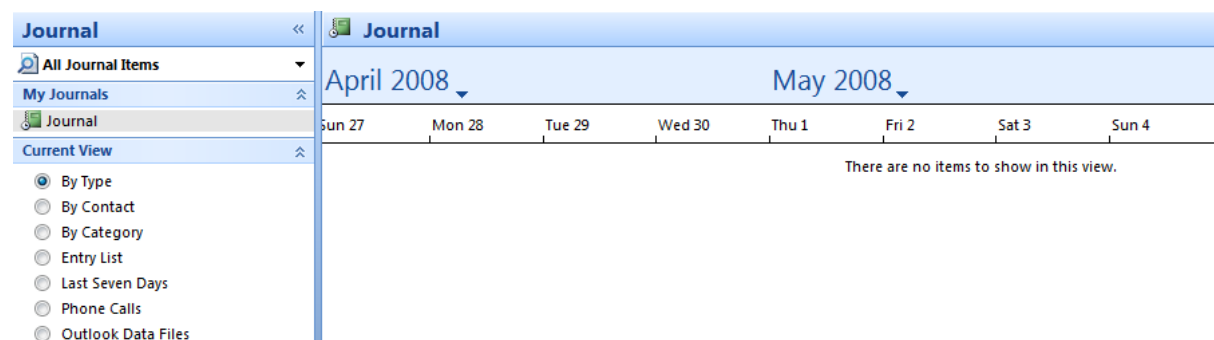 Journal
All Journal Items
My Journals
Journal
Current View
By Type
By Contact
By Category
Entry List
Last Seven Days
Phone Calls
Outlook Data Files
Journal
April 2008 May 2008
Sun 27 Mon 28 Tue 29 Wed 30 Thu 1 Fri 2 Sat 3 Sun 4
There are no items to show in this view.